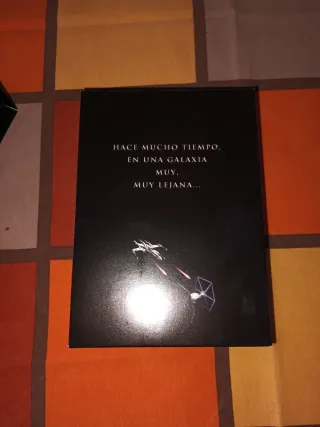 HACE MUCHO TIEMPO,
EN UNA GALAXIA
MUY,
MUY LEJANA...